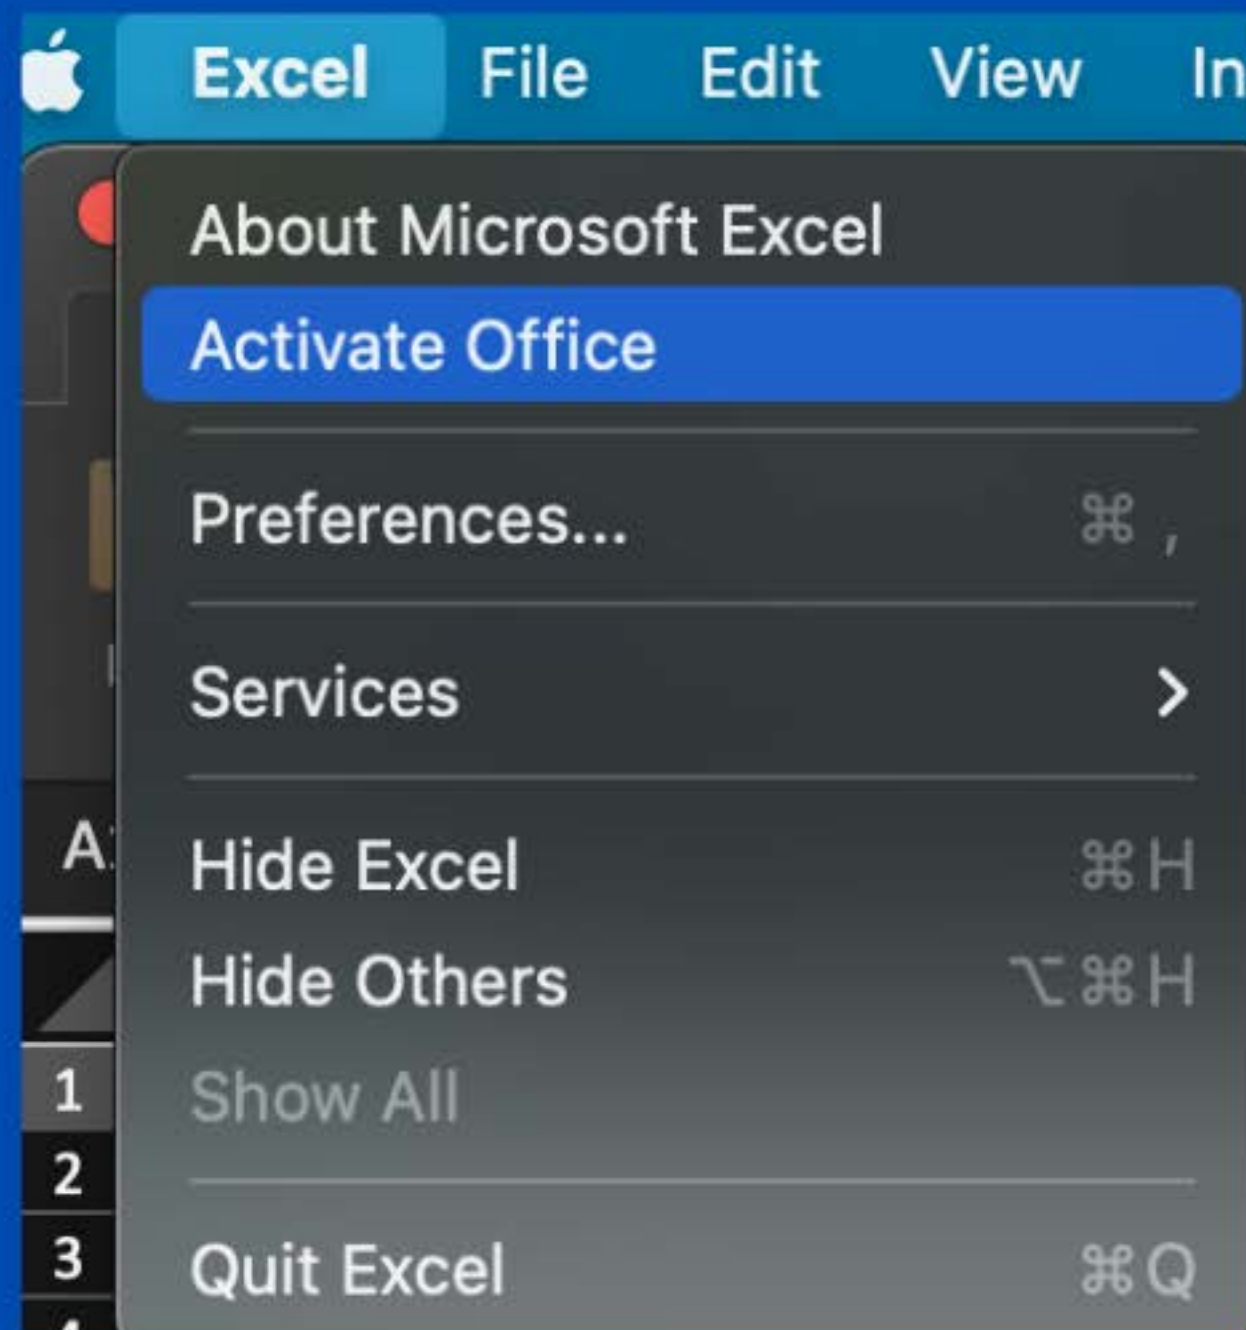 Excel File Edit View In
About Microsoft Excel
Activate Office
Preferences... ⌘ ,
Services
Hide Excel ⌘H
Hide Others ⌥⌘H
Show All
Quit Excel ⌘Q
1
2
3